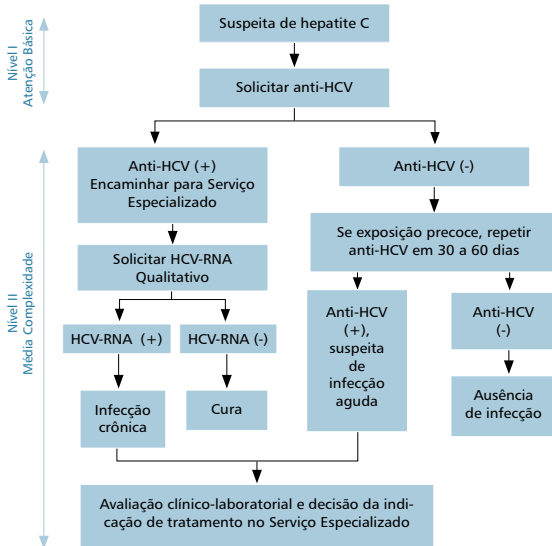 Nível I
Atenção Básica
Suspeita de hepatite C
Solicitar anti-HCV
Nível II
Média Complexidade
Anti-HCV (+)
Encaminhar para Serviço
Especializado
Anti-HCV (-)
Solicitar HCV-RNA
Qualitativo
Se exposição precoce, repetir
anti-HCV em 30 a 60 dias
HCV-RNA (+)
HCV-RNA (-)
Anti-HCV
(+),
suspeita
de
infecção
aguda
Anti-HCV
(-)
Infecção
crônica
Cura
Ausência
de infecção
Avaliação clínico-laboratorial e decisão da indi-
cação de tratamento no Serviço Especializado